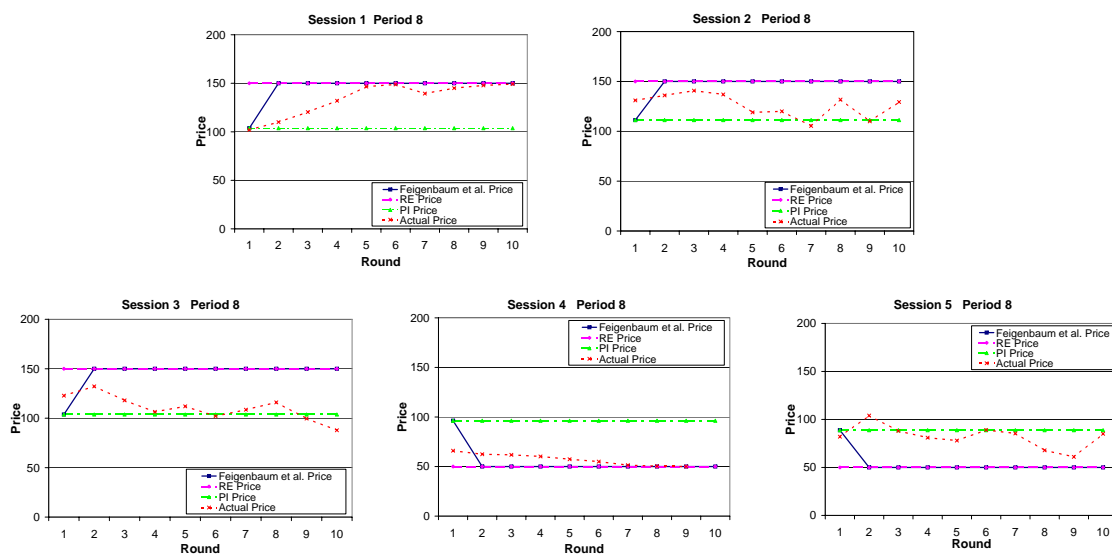 Session 1 Period 8
200
150
100
50
0
Price
1 2 3 4 5 6 7 8 9 10
Round
Feigenbaum et al. Price
RE Price
PI Price
Actual Price
Session 2 Period 8
200
150
100
50
0
Price
1 2 3 4 5 6 7 8 9 10
Round
Feigenbaum et al. Price
RE Price
PI Price
Actual Price
Session 3 Period 8
200
150
100
50
0
Price
1 2 3 4 5 6 7 8 9 10
Round
Feigenbaum et al. Price
RE Price
PI Price
Actual Price
Session 4 Period 8
200
150
100
50
0
Price
1 2 3 4 5 6 7 8 9 10
Round
Feigenbaum et al. Price
RE Price
PI Price
Actual Price
Session 5 Period 8
200
150
100
50
0
Price
1 2 3 4 5 6 7 8 9 10
Round
Feigenbaum et al. Price
RE Price
PI Price
Actual Price